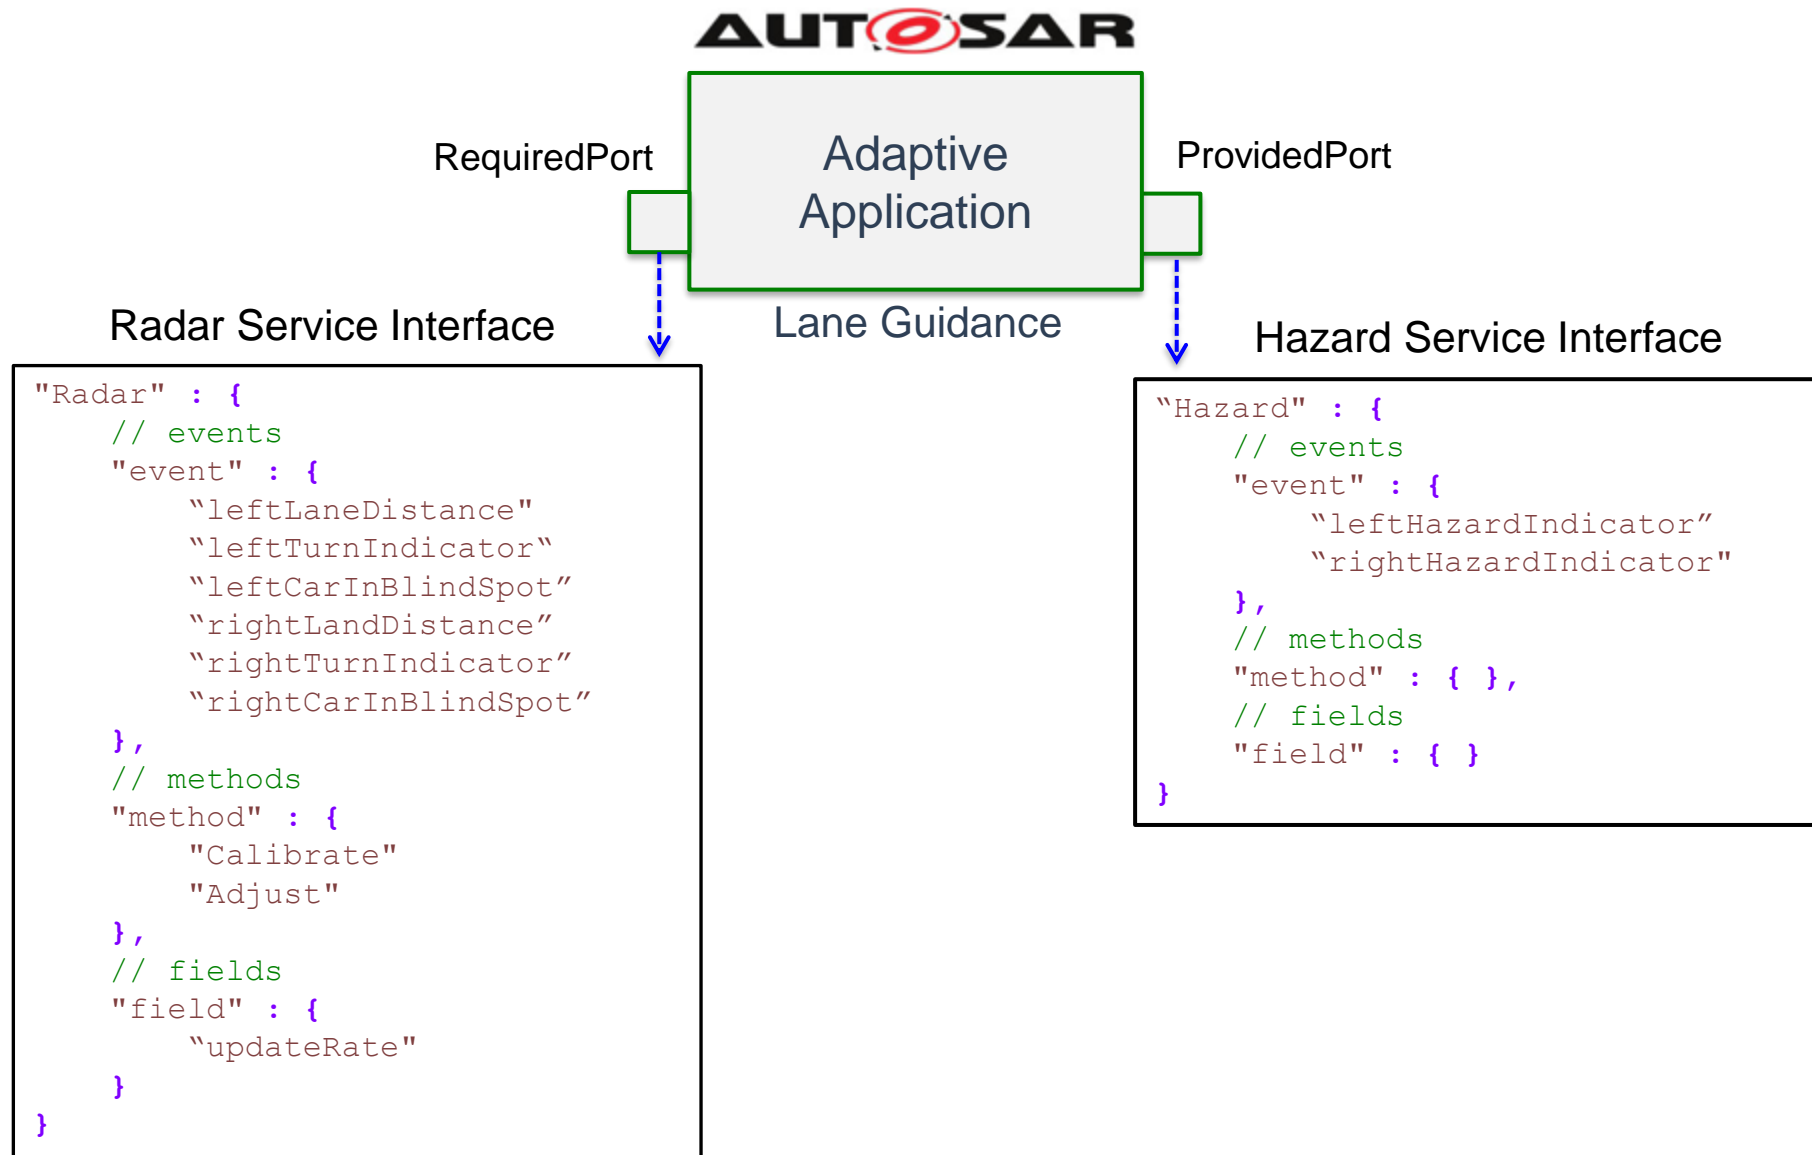 AUTOSAR
RequiredPort
Adaptive
Application
ProvidedPort
Lane Guidance
Radar Service Interface
"Radar" : {
    // events
    "event" : {
        “leftLaneDistance"
        “leftTurnIndicator“
        “leftCarInBlindSpot”
        “rightLandDistance”
        “rightTurnIndicator”
        “rightCarInBlindSpot”
    },
    // methods
    "method" : {
        "Calibrate"
        "Adjust"
    },
    // fields
    "field" : {
        “updateRate"
    }
}
Hazard Service Interface
“Hazard" : {
    // events
    "event" : {
        “leftHazardIndicator”
        “rightHazardIndicator"
    },
    // methods
    "method" : { },
    // fields
    "field" : { }
}